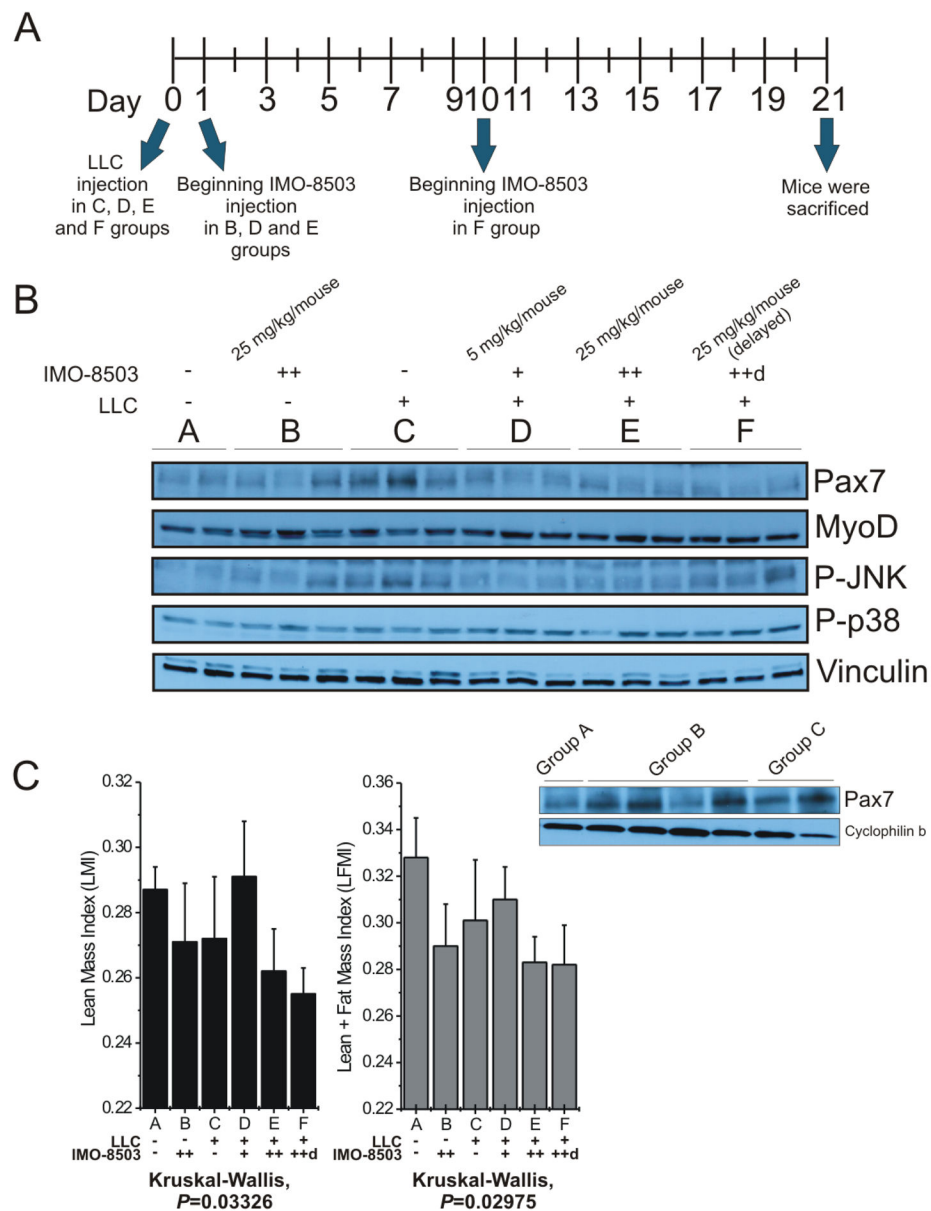 A
Day 0 1 3 5 7 9 10 11 13 15 17 19 21
LLC
injection
in C, D, E
and F groups
Beginning IMO-8503
injection
in B, D and E
groups
Beginning IMO-8503
injection
in F group
Mice were
sacrificed
B
25 mg/kg/mouse
5 mg/kg/mouse
25 mg/kg/mouse
25 mg/kg/mouse
(delayed)
IMO-8503 - ++ - + ++ ++d
LLC - - + + + +
A B C D E F
Pax7
MyoD
P-JNK
P-p38
Vinculin
Group A
Group B
Group C
Pax7
Cyclophilin b
C
Lean Mass Index (LMI)
0.32
0.30
0.28
0.26
0.24
0.22
A B C D E F
LLC - - + + + +
IMO-8503 - ++ - + ++ ++d
Kruskal-Wallis,
P=0.03326
Lean + Fat Mass Index (LFMI)
0.36
0.34
0.32
0.30
0.28
0.26
0.24
0.22
A B C D E F
LLC - - + + + +
IMO-8503 - ++ - + ++ ++d
Kruskal-Wallis,
P=0.02975